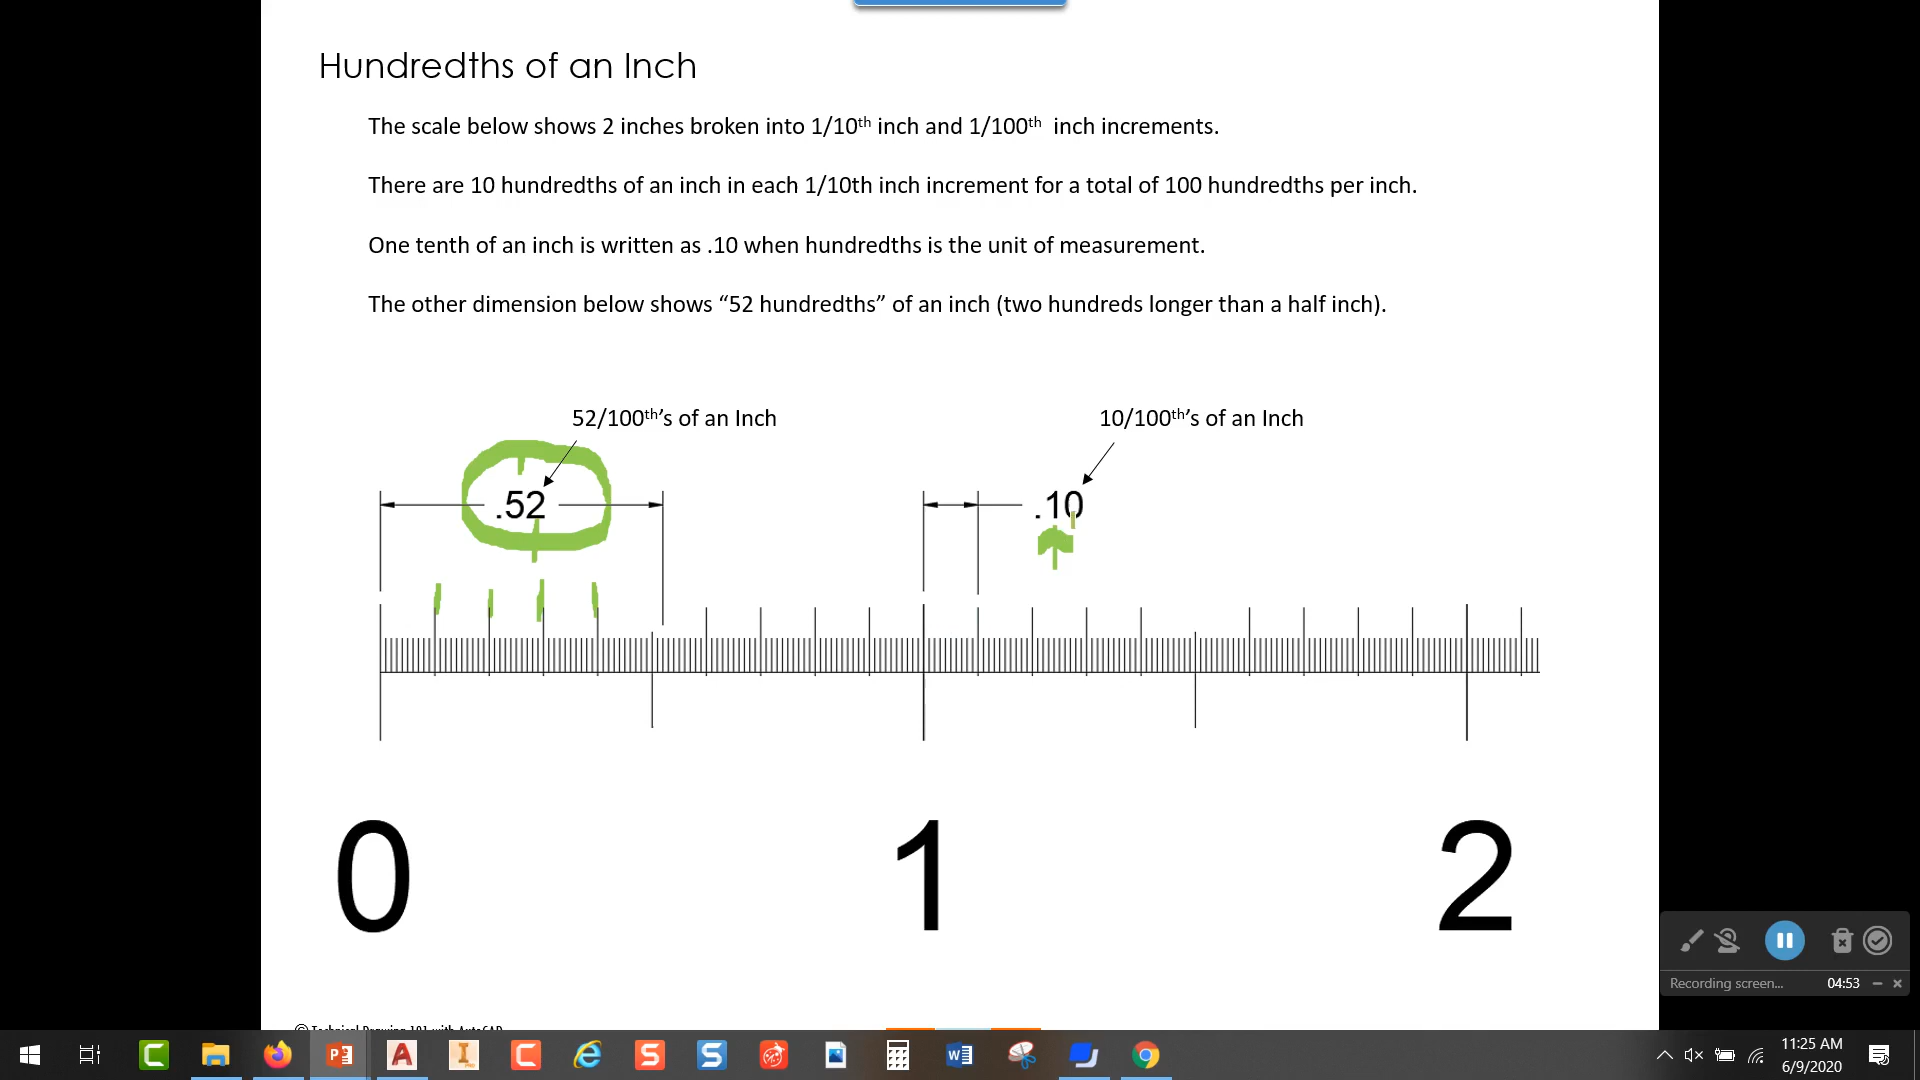 Hundredths of an Inch
The scale below shows 2 inches broken into 1/10th inch and 1/100th inch increments.
There are 10 hundredths of an inch in each 1/10th inch increment for a total of 100 hundredths per inch.
One tenth of an inch is written as .10 when hundredths is the unit of measurement.
The other dimension below shows “52 hundredths” of an inch (two hundreds longer than a half inch).
52/100th’s of an Inch
10/100th’s of an Inch
.52
.10
0
1
2
Recording screen...
04:53
© Technical Drawing 101 with AutoCAD
11:25 AM
6/9/2020